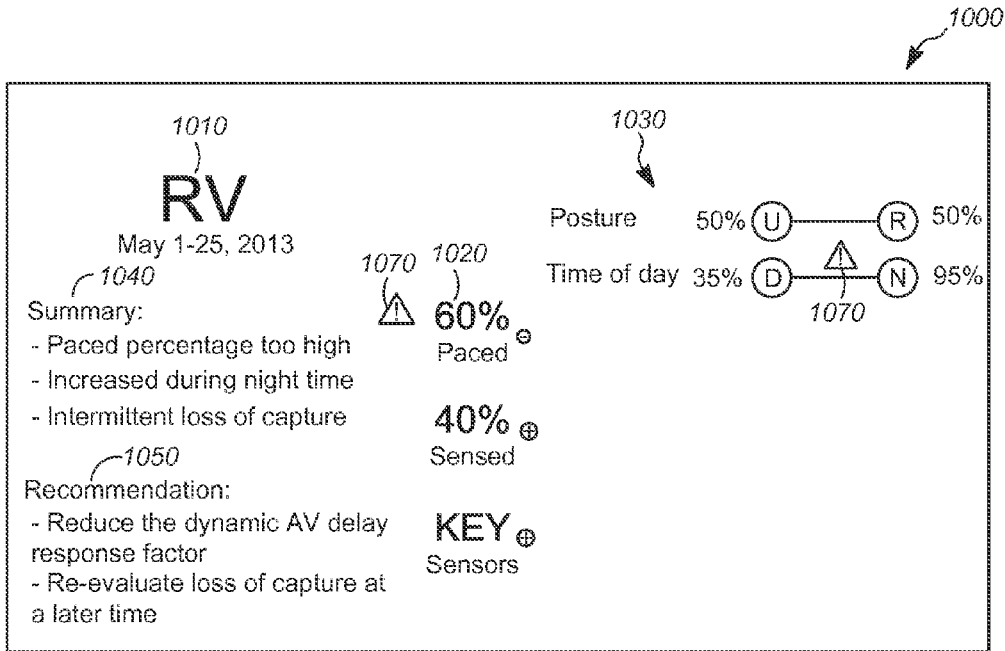 1000
1010
RV
May 1-25, 2013
1030
Posture 50% U R 50%
Time of day 35% D N 95%
1070
1040
Summary:
- Paced percentage too high
- Increased during night time
- Intermittent loss of capture
1070
1020
! 60% ⊖
Paced
40% ⊕
Sensed
1050
Recommendation:
- Reduce the dynamic AV delay
response factor
- Re-evaluate loss of capture at
a later time
KEY ⊕
Sensors